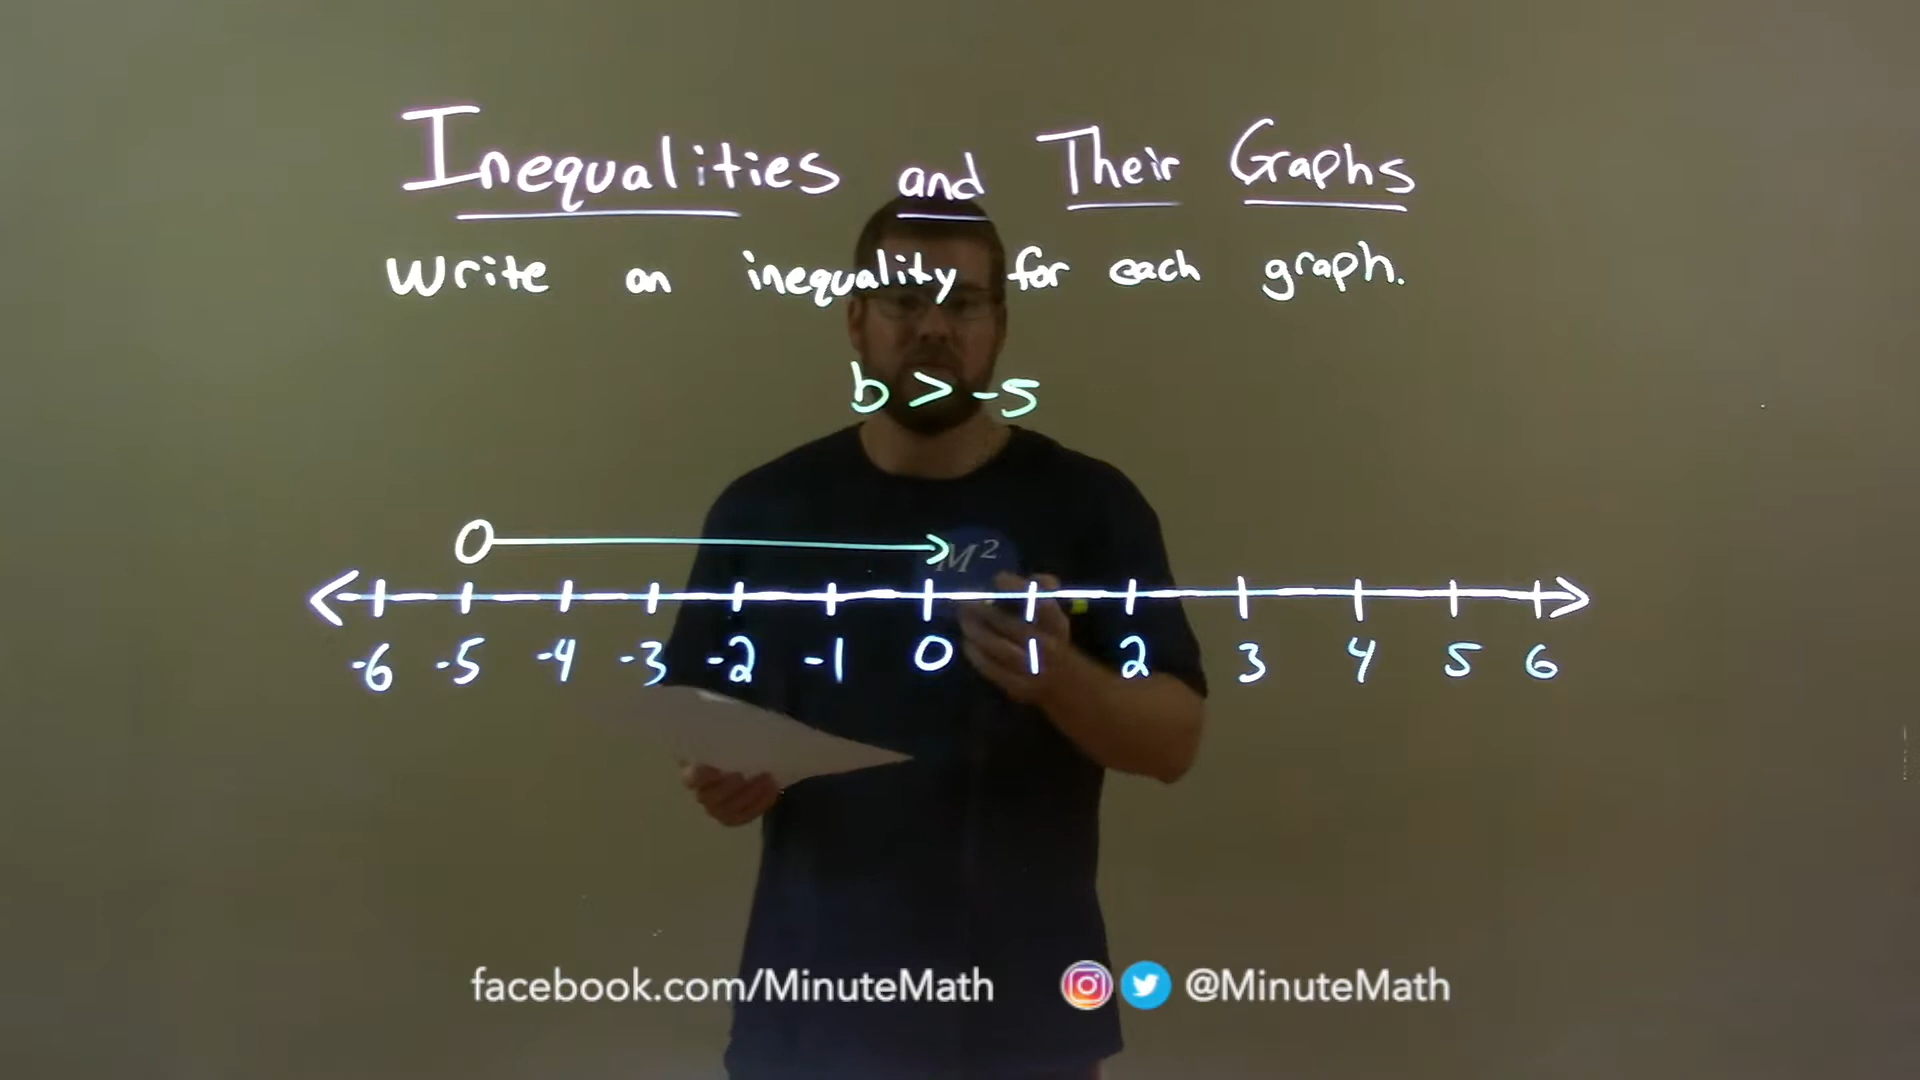 Inequalities and Their Graphs
Write an inequality for each graph.
b > -5
M²
-6 -5 -4 -3 -2 -1 0 1 2 3 4 5 6
facebook.com/MinuteMath @MinuteMath